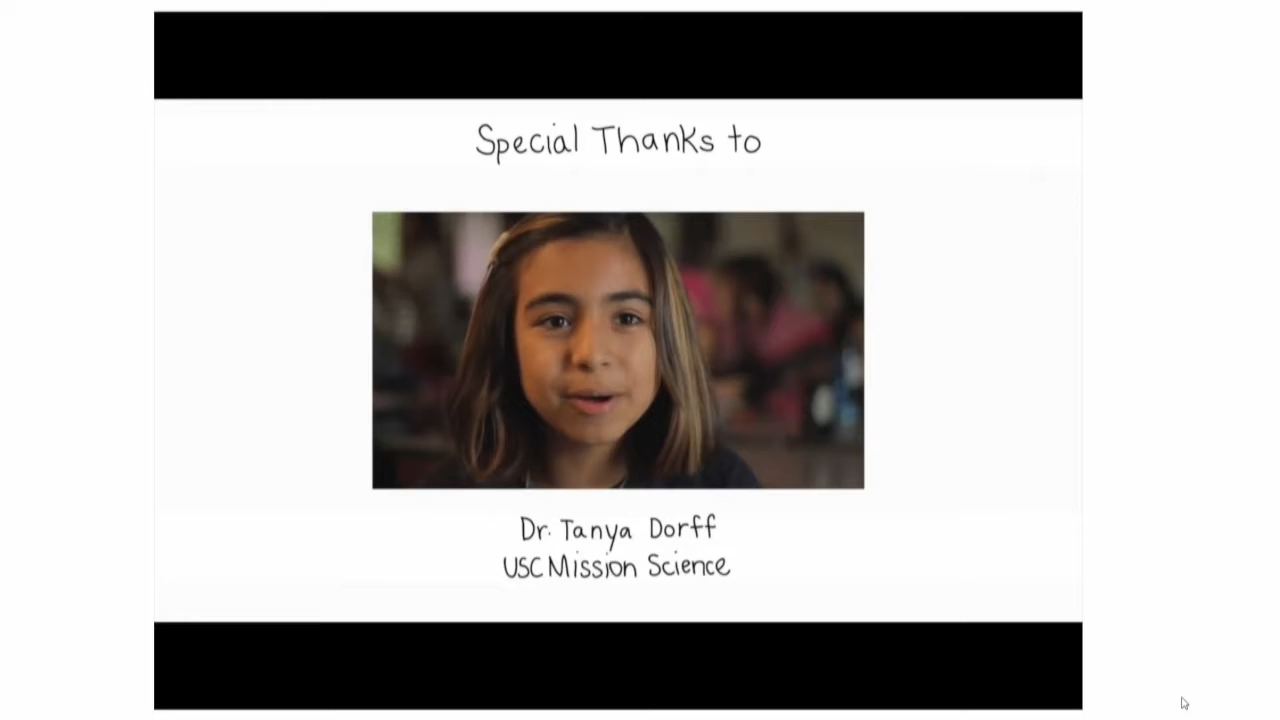 Special Thanks to
Dr. Tanya Dorff
USC Mission Science